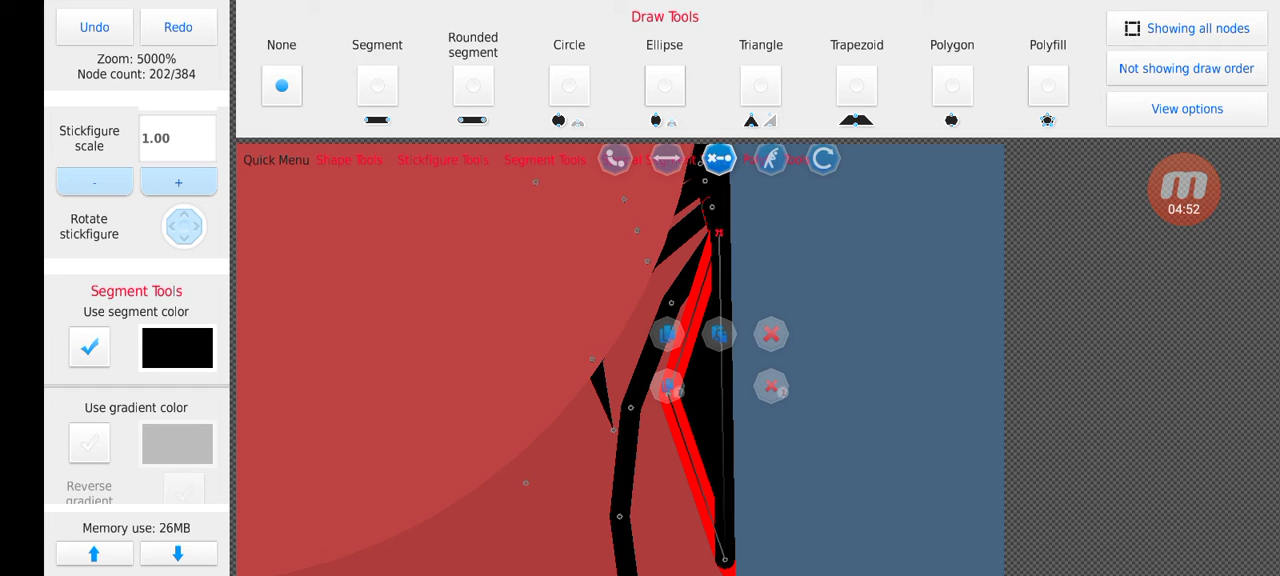 Undo
Redo
Zoom: 5000%
Node count: 202/384
Stickfigure
scale
1.00
-
+
Rotate
stickfigure
Segment Tools
Use segment color
Use gradient color
Reverse
gradient
Memory use: 26MB
Draw Tools
None
Segment
Rounded
segment
Circle
Ellipse
Triangle
Trapezoid
Polygon
Polyfill
Showing all nodes
Not showing draw order
View options
Quick Menu
Shape Tools
Stickfigure Tools
Segment Tools
04:52